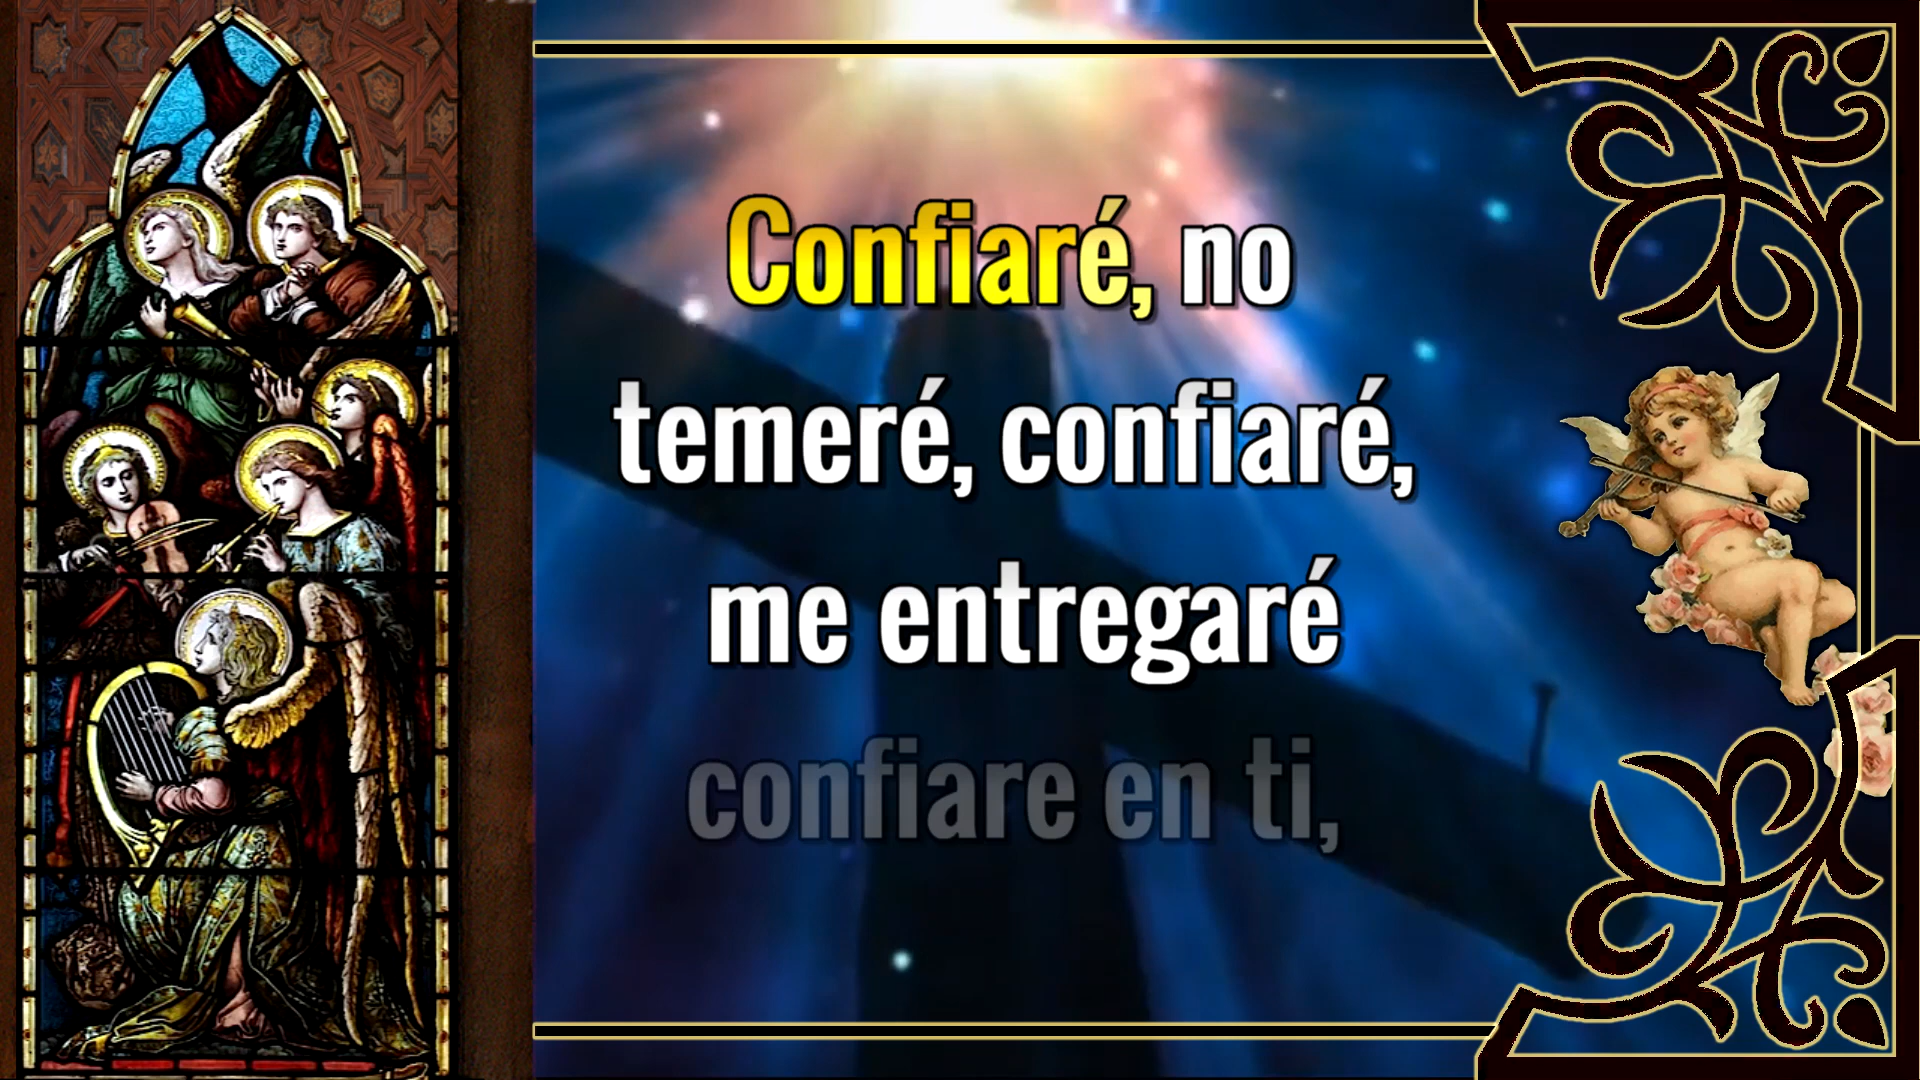 Confiaré, no
temeré, confiaré,
me entregaré
confiare en ti,